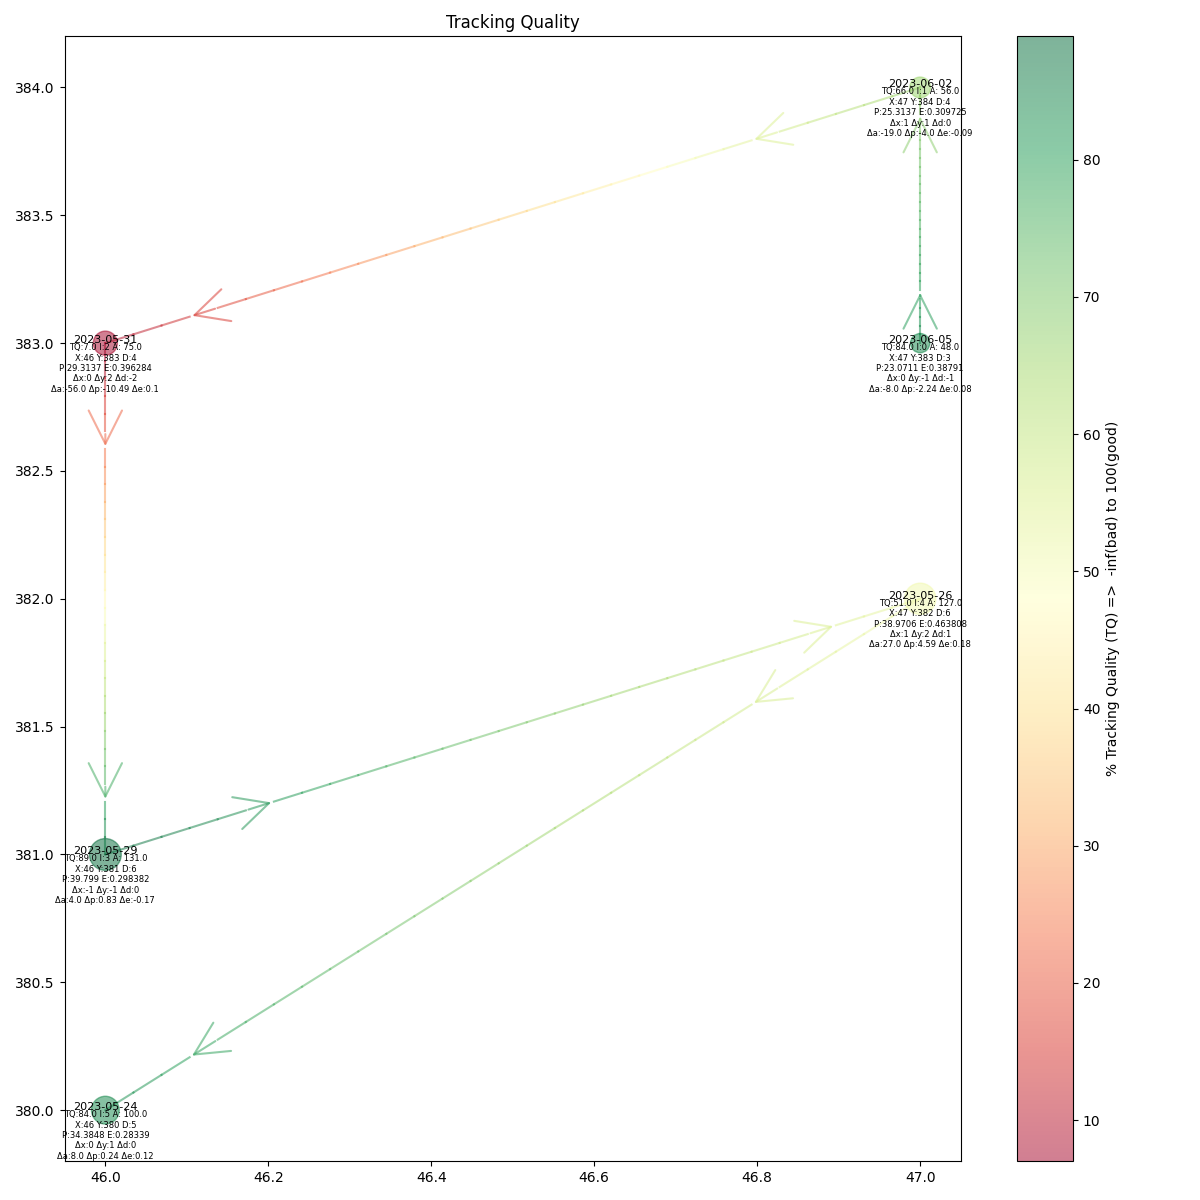 Tracking Quality
384.0
383.5
383.0
382.5
382.0
381.5
381.0
380.5
380.0
46.0
46.2
46.4
46.6
46.8
47.0
2023-06-02
TQ:66.0 I:1 A: 56.0
X:47 Y:384 D:4
P:25.3137 E:0.309725
Δx:1 Δy:1 Δd:0
Δa:-19.0 Δp:-4.0 Δe:-0.09
2023-05-31
TQ:7.0 I:2 A: 75.0
X:46 Y:383 D:4
P:29.3137 E:0.396284
Δx:0 Δy:2 Δd:-2
Δa:-56.0 Δp:-10.49 Δe:0.1
2023-06-05
TQ:84.0 I:0 A: 48.0
X:47 Y:383 D:3
P:23.0711 E:0.38791
Δx:0 Δy:-1 Δd:-1
Δa:-8.0 Δp:-2.24 Δe:0.08
2023-05-26
TQ:51.0 I:4 A: 127.0
X:47 Y:382 D:6
P:38.9706 E:0.463808
Δx:1 Δy:2 Δd:1
Δa:27.0 Δp:4.59 Δe:0.18
2023-05-29
TQ:89.0 I:3 A: 131.0
X:46 Y:381 D:6
P:39.799 E:0.298382
Δx:-1 Δy:-1 Δd:0
Δa:4.0 Δp:0.83 Δe:-0.17
2023-05-24
TQ:84.0 I:5 A: 100.0
X:46 Y:380 D:5
P:34.3848 E:0.28339
Δx:0 Δy:1 Δd:0
Δa:8.0 Δp:0.24 Δe:0.12
80
70
60
50
40
30
20
10
% Tracking Quality (TQ) => -inf(bad) to 100(good)